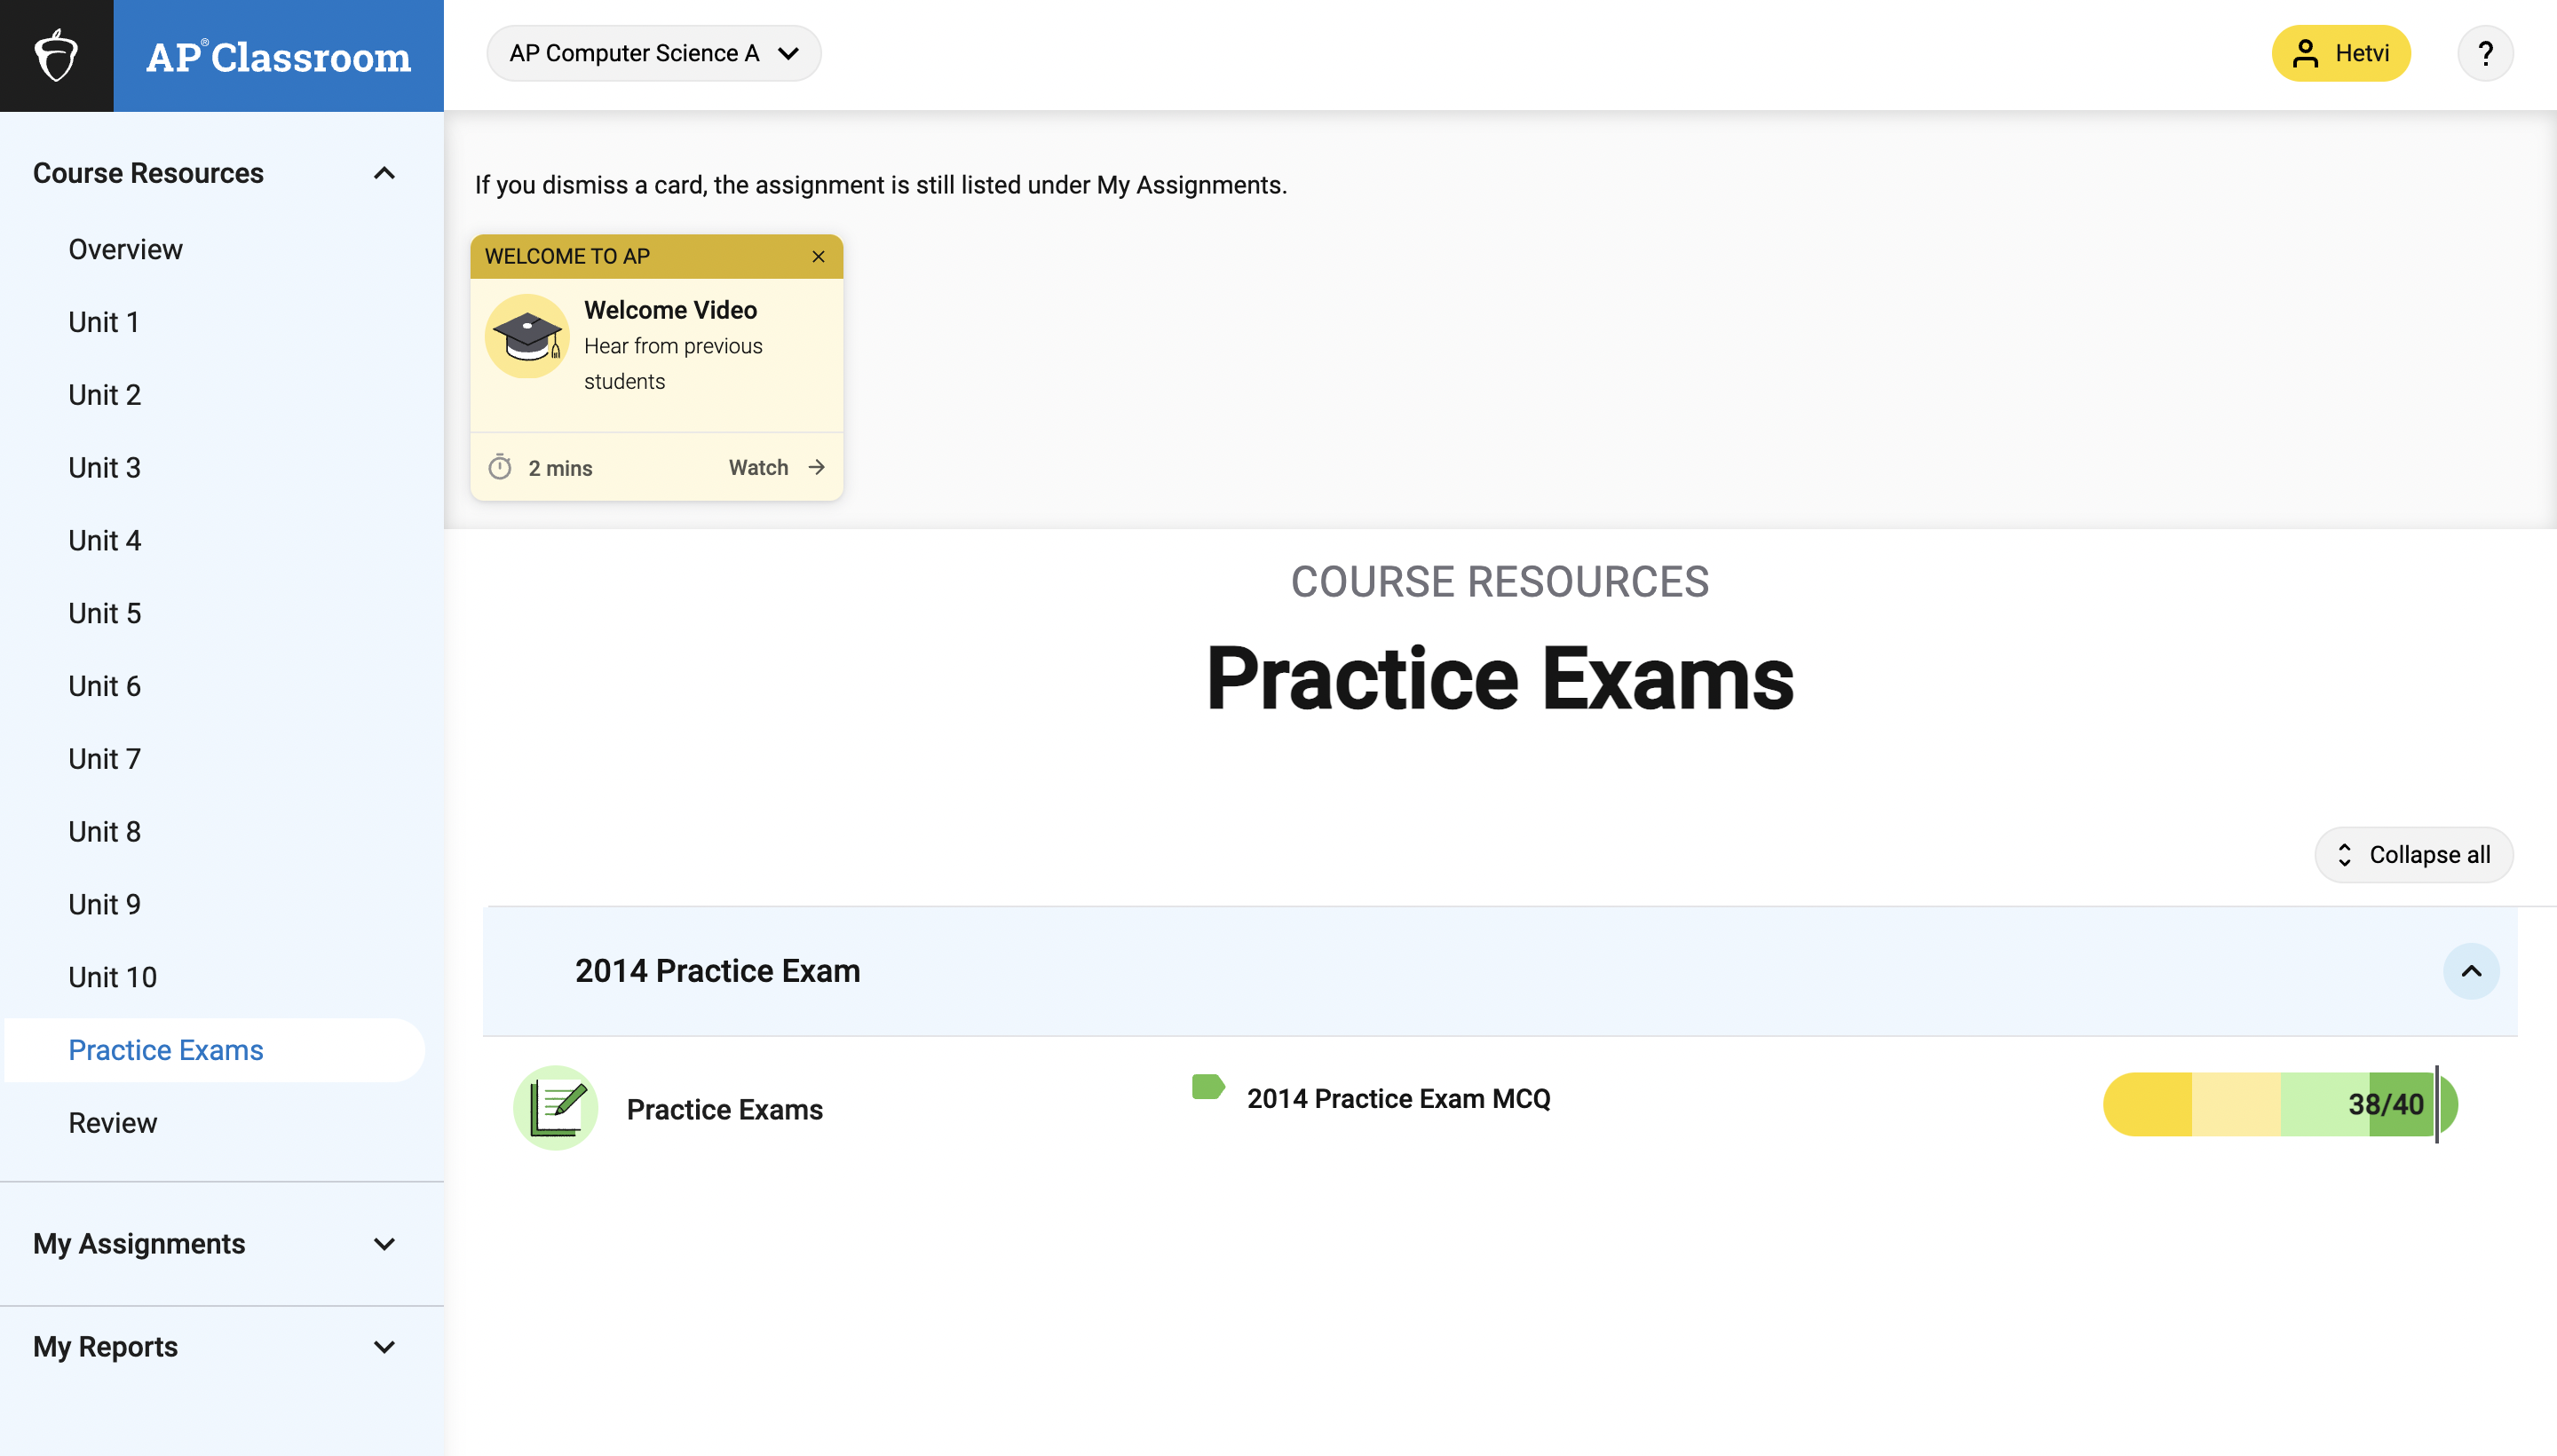 AP® Classroom
AP Computer Science A
Hetvi
?
Course Resources
Overview
Unit 1
Unit 2
Unit 3
Unit 4
Unit 5
Unit 6
Unit 7
Unit 8
Unit 9
Unit 10
Practice Exams
Review
My Assignments
My Reports
If you dismiss a card, the assignment is still listed under My Assignments.
WELCOME TO AP
Welcome Video
Hear from previous
students
2 mins
Watch
COURSE RESOURCES
Practice Exams
Collapse all
2014 Practice Exam
Practice Exams
2014 Practice Exam MCQ
38/40